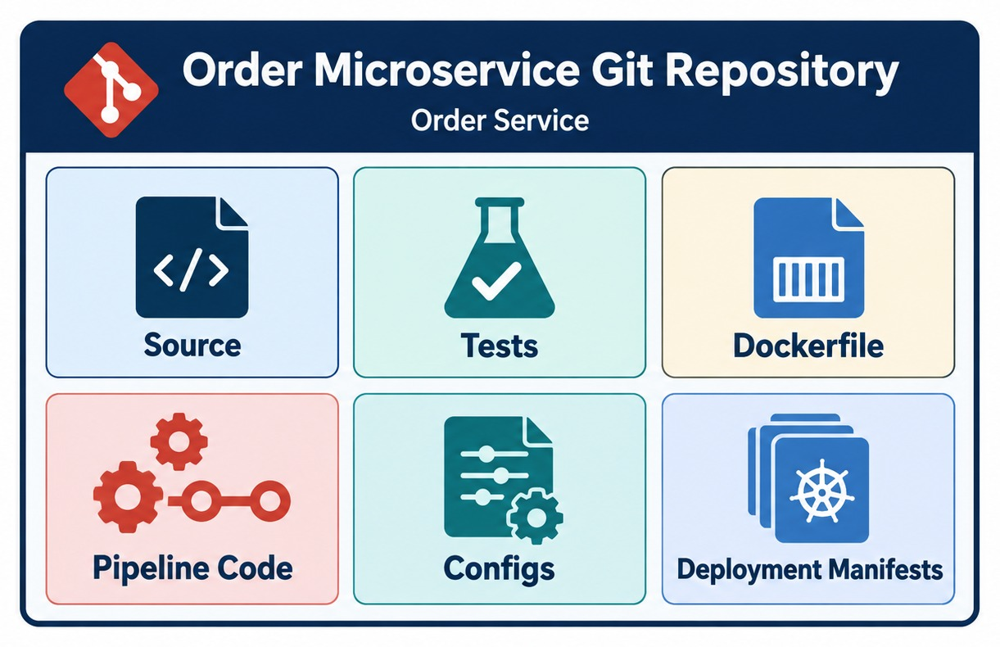 Order Microservice Git Repository
Order Service
</>
Source
Tests
Dockerfile
Pipeline Code
Configs
Deployment Manifests